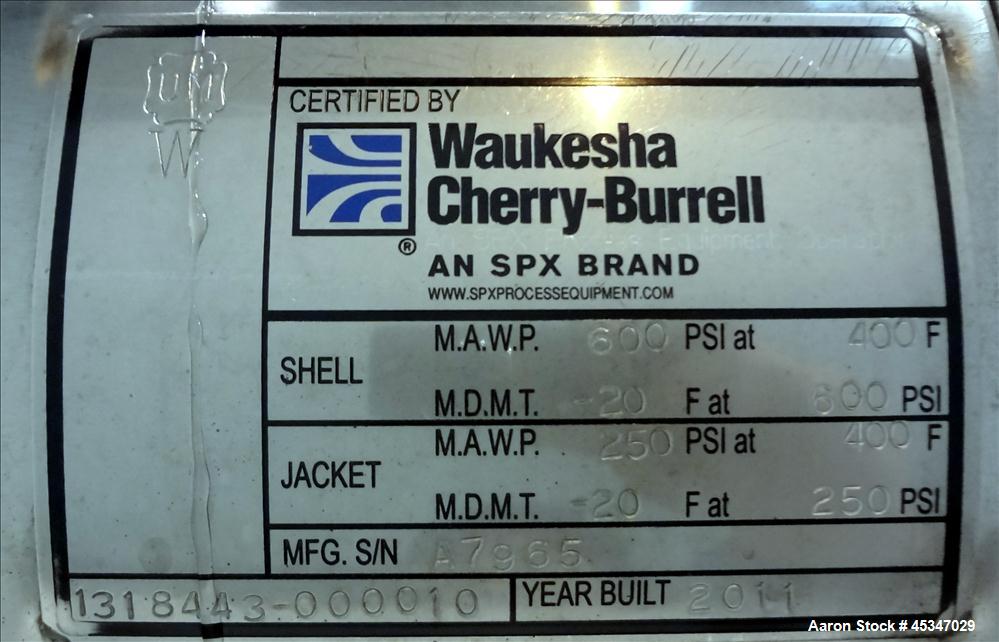 UM
W
CERTIFIED BY
Waukesha
Cherry-Burrell
®
AN SPX BRAND
WWW.SPXPROCESSEQUIPMENT.COM
SHELL
M.A.W.P. 600 PSI at 400 F
M.D.M.T. -20 F at 600 PSI
JACKET
M.A.W.P. 250 PSI at 400 F
M.D.M.T. -20 F at 250 PSI
MFG. S/N A7965
1318443-000010
YEAR BUILT 2011
Aaron Stock # 45347029